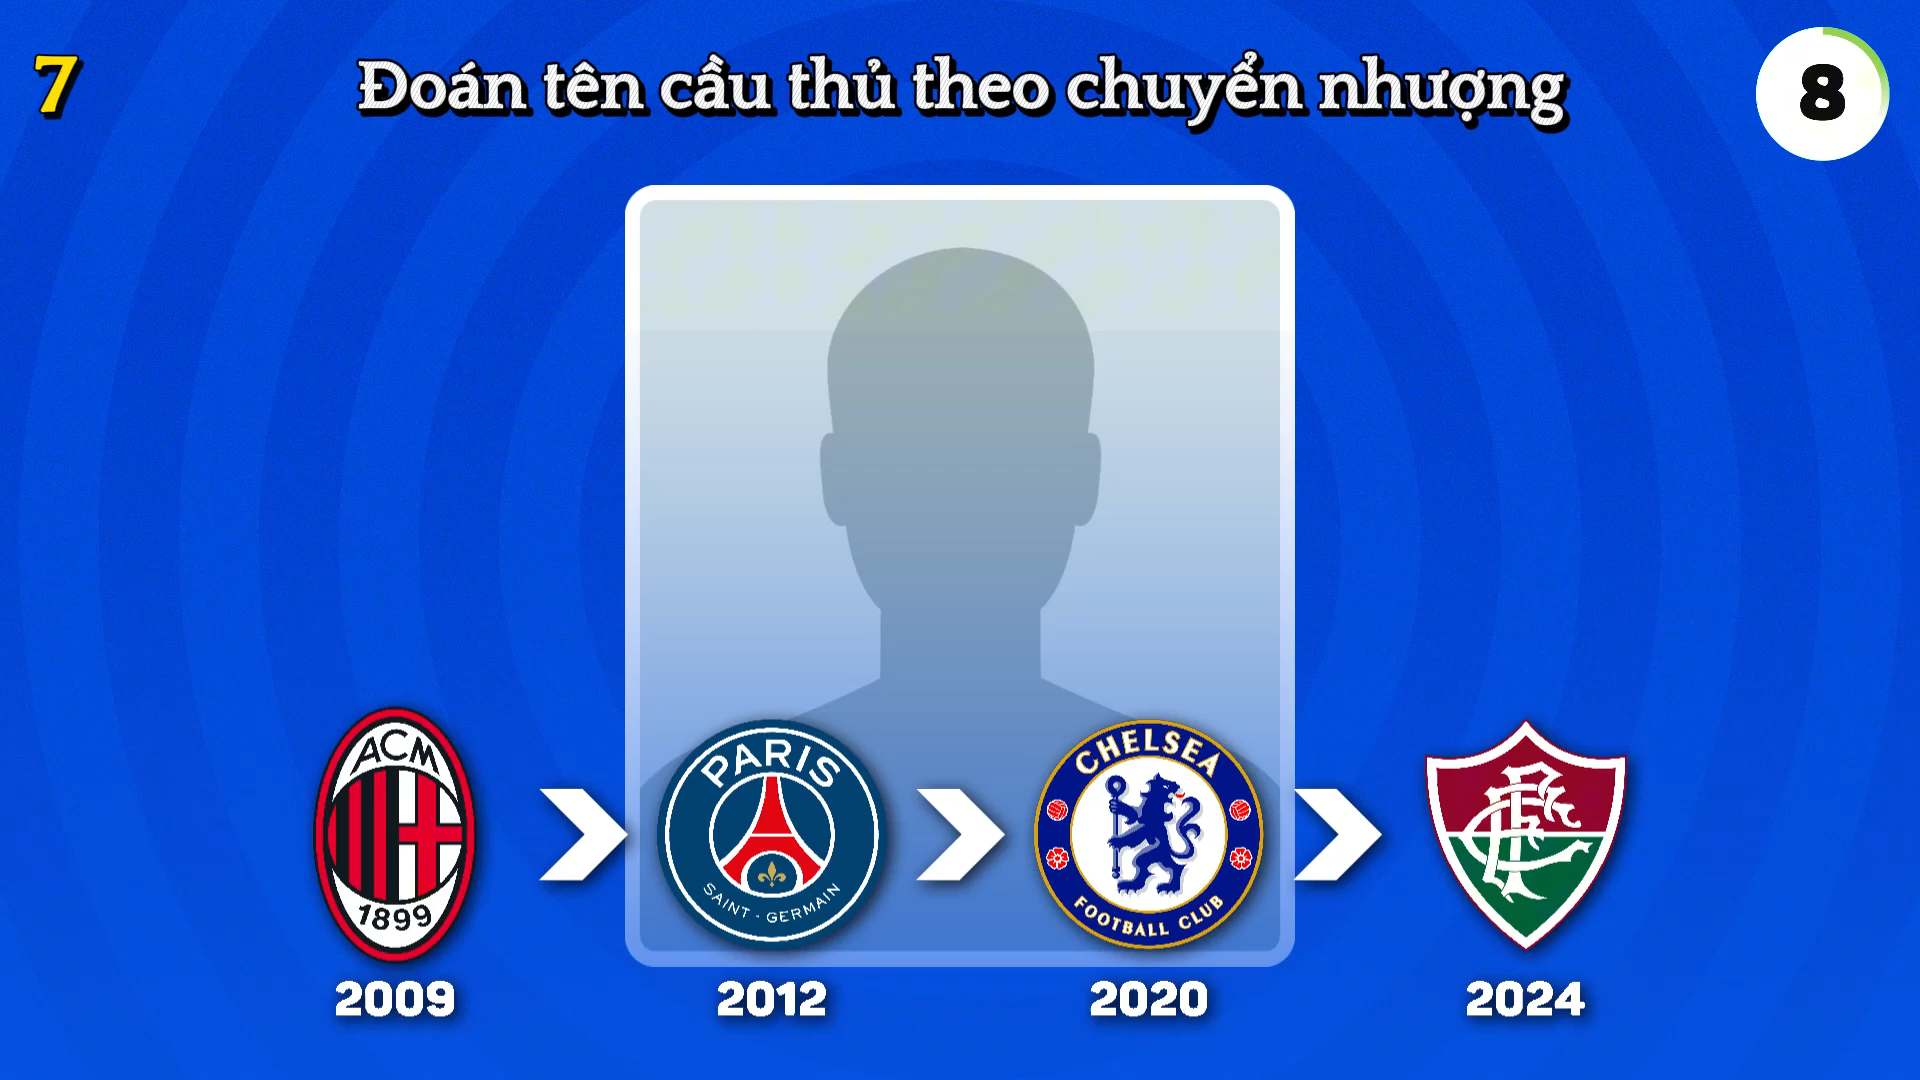 7
Đoán tên cầu thủ theo chuyển nhượng
8
ACM
1899
PARIS
SAINT - GERMAIN
CHELSEA
FOOTBALL CLUB
FFC
2009
2012
2020
2024